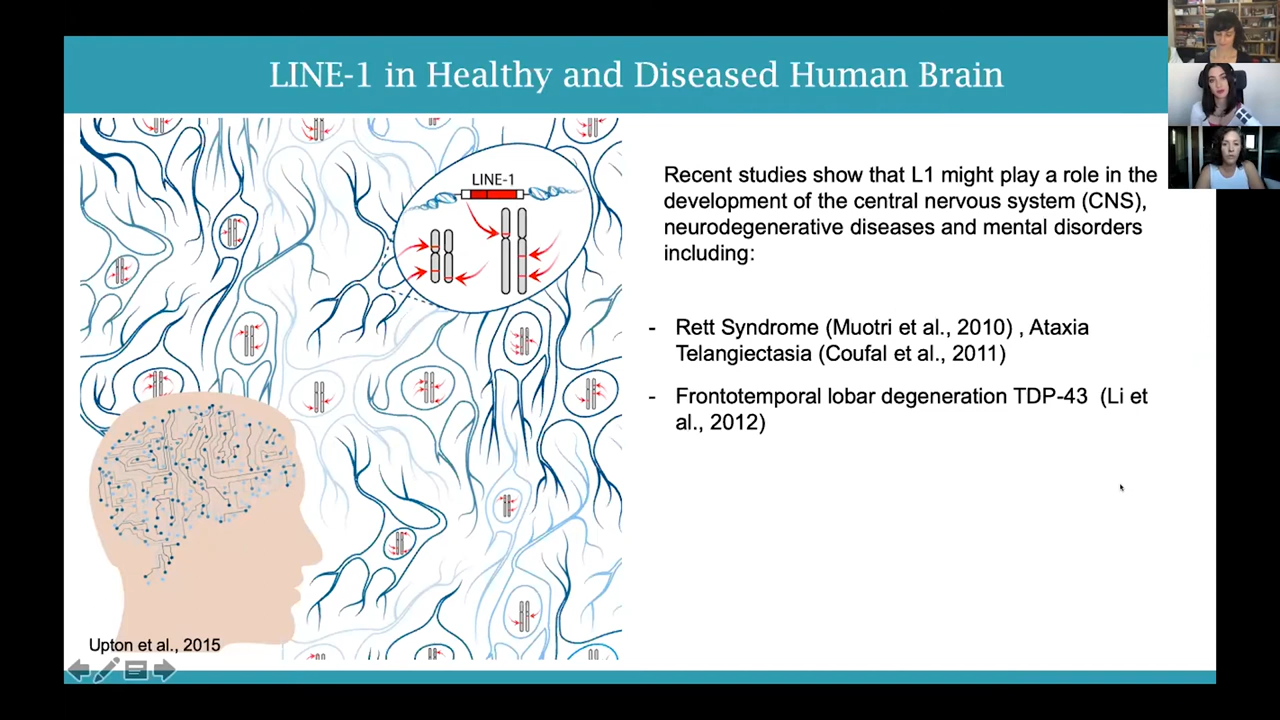 LINE-1 in Healthy and Diseased Human Brain
LINE-1
Recent studies show that L1 might play a role in the
development of the central nervous system (CNS),
neurodegenerative diseases and mental disorders
including:
- Rett Syndrome (Muotri et al., 2010) , Ataxia
Telangiectasia (Coufal et al., 2011)
- Frontotemporal lobar degeneration TDP-43 (Li et
al., 2012)
Upton et al., 2015